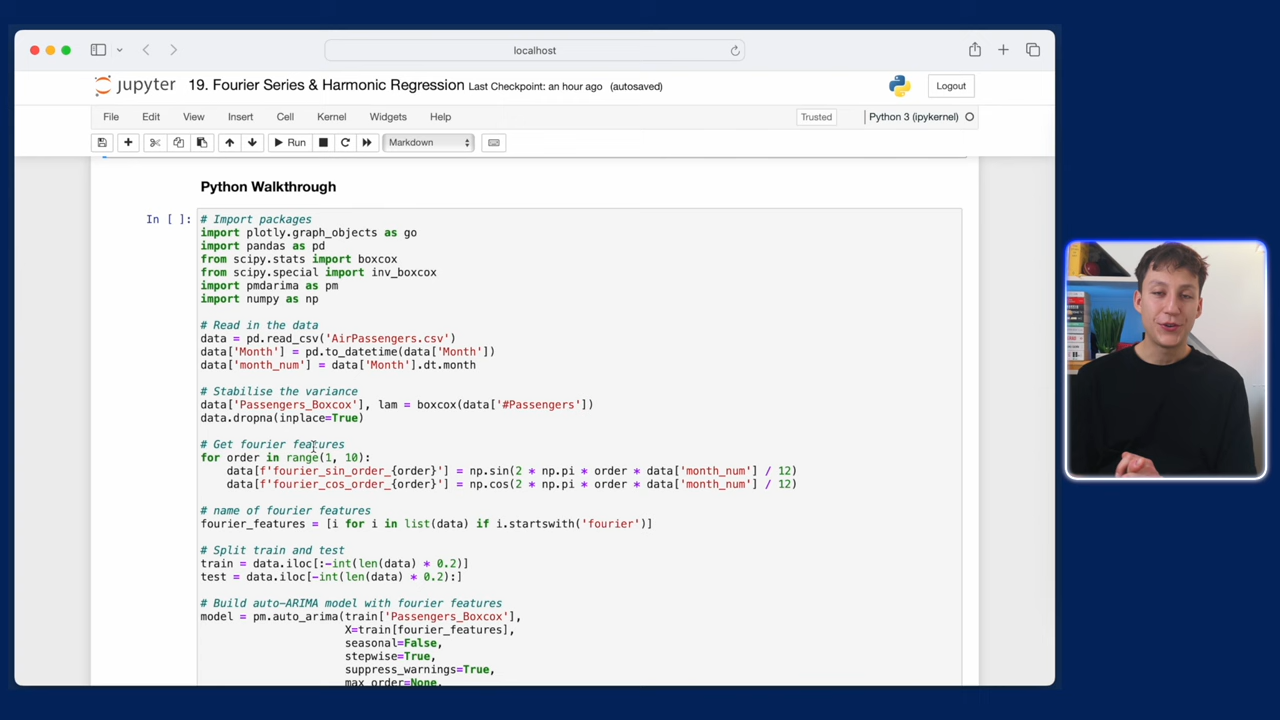 localhost
jupyter 19. Fourier Series & Harmonic Regression Last Checkpoint: an hour ago (autosaved)
Logout
File Edit View Insert Cell Kernel Widgets Help
Trusted
Python 3 (ipykernel)
Run
Markdown
Python Walkthrough
In [ ]:
# Import packages
import plotly.graph_objects as go
import pandas as pd
from scipy.stats import boxcox
from scipy.special import inv_boxcox
import pmdarima as pm
import numpy as np
# Read in the data
data = pd.read_csv('AirPassengers.csv')
data['Month'] = pd.to_datetime(data['Month'])
data['month_num'] = data['Month'].dt.month
# Stabilise the variance
data['Passengers_Boxcox'], lam = boxcox(data['#Passengers'])
data.dropna(inplace=True)
# Get fourier features
for order in range(1, 10):
    data[f'fourier_sin_order_{order}'] = np.sin(2 * np.pi * order * data['month_num'] / 12)
    data[f'fourier_cos_order_{order}'] = np.cos(2 * np.pi * order * data['month_num'] / 12)
# name of fourier features
fourier_features = [i for i in list(data) if i.startswith('fourier')]
# Split train and test
train = data.iloc[:-int(len(data) * 0.2)]
test = data.iloc[-int(len(data) * 0.2):]
# Build auto-ARIMA model with fourier features
model = pm.auto_arima(train['Passengers_Boxcox'],
                      X=train[fourier_features],
                      seasonal=False,
                      stepwise=True,
                      suppress_warnings=True,
                      max_order=None,